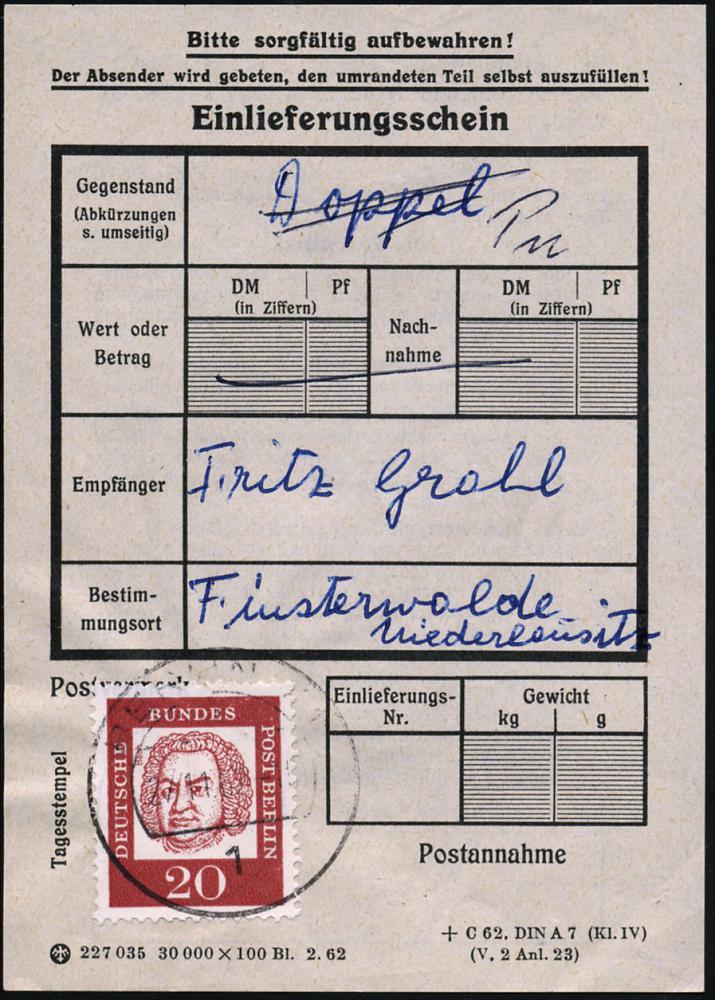 Bitte sorgfältig aufbewahren!
Der Absender wird gebeten, den umrandeten Teil selbst auszufüllen!
Einlieferungsschein
Gegenstand
(Abkürzungen
s. umseitig)
Doppel
DM Pf
(in Ziffern)
Wert oder
Betrag
Nach-
nahme
DM Pf
(in Ziffern)
Empfänger
Fritz Grohl
Bestim-
mungsort
Finsterwalde
Niederlausitz
Postvermerk
Einlieferungs-
Nr.
Gewicht
kg g
Tagesstempel
DEUTSCHE
BUNDES
POST BERLIN
20
1
Postannahme
227 035 30 000 × 100 Bl. 2. 62
+ C 62, DIN A 7 (Kl. IV)
(V, 2 Anl. 23)